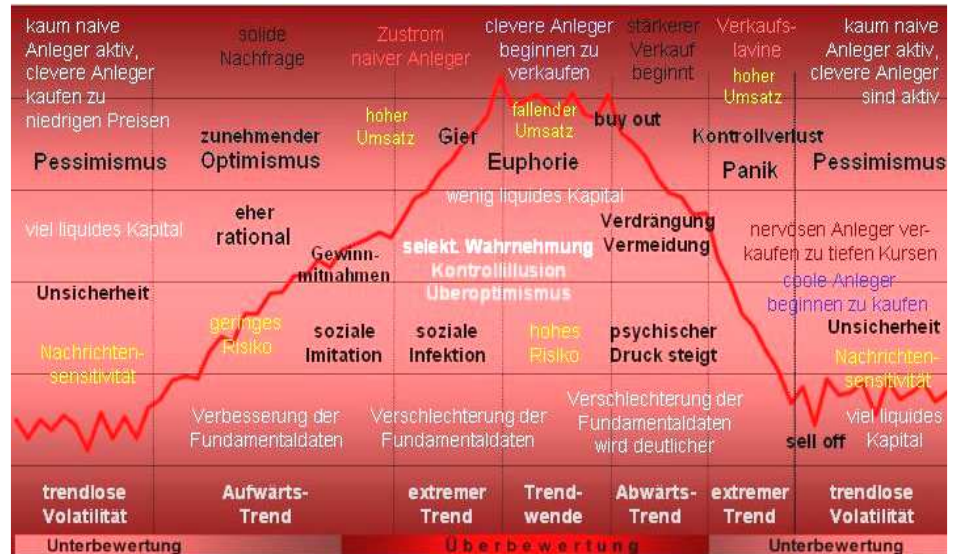 kaum naive
Anleger aktiv,
clevere Anleger
kaufen zu
niedrigen Preisen
solide
Nachfrage
Zustrom
naiver Anleger
clevere Anleger
beginnen zu
verkaufen
stärkerer
Verkauf
beginnt
Verkaufs-
lavine
kaum naive
Anleger aktiv,
clevere Anleger
sind aktiv
hoher
Umsatz
fallender
Umsatz
hoher
Umsatz
buy out
Pessimismus
zunehmender
Optimismus
Gier
Euphorie
Kontrollverlust
Panik
Pessimismus
wenig liquides Kapital
viel liquides Kapital
eher
rational
Gewinn-
mitnahmen
selekt. Wahrnehmung
Kontrollillusion
Überoptimismus
Verdrängung
Vermeidung
nervösen Anleger ver-
kaufen zu tiefen Kursen
coole Anleger
beginnen zu kaufen
Unsicherheit
Nachrichten-
sensitivität
geringes
Risiko
soziale
Imitation
soziale
Infektion
hohes
Risiko
psychischer
Druck steigt
Unsicherheit
Nachrichten-
sensitivität
Verbesserung der
Fundamentaldaten
Verschlechterung der
Fundamentaldaten
Verschlechterung der
Fundamentaldaten
wird deutlicher
sell off
viel liquides
Kapital
trendlose
Volatilität
Aufwärts-
Trend
extremer
Trend
Trend-
wende
Abwärts-
Trend
extremer
Trend
trendlose
Volatilität
Unterbewertung
Überbewertung
Unterbewertung